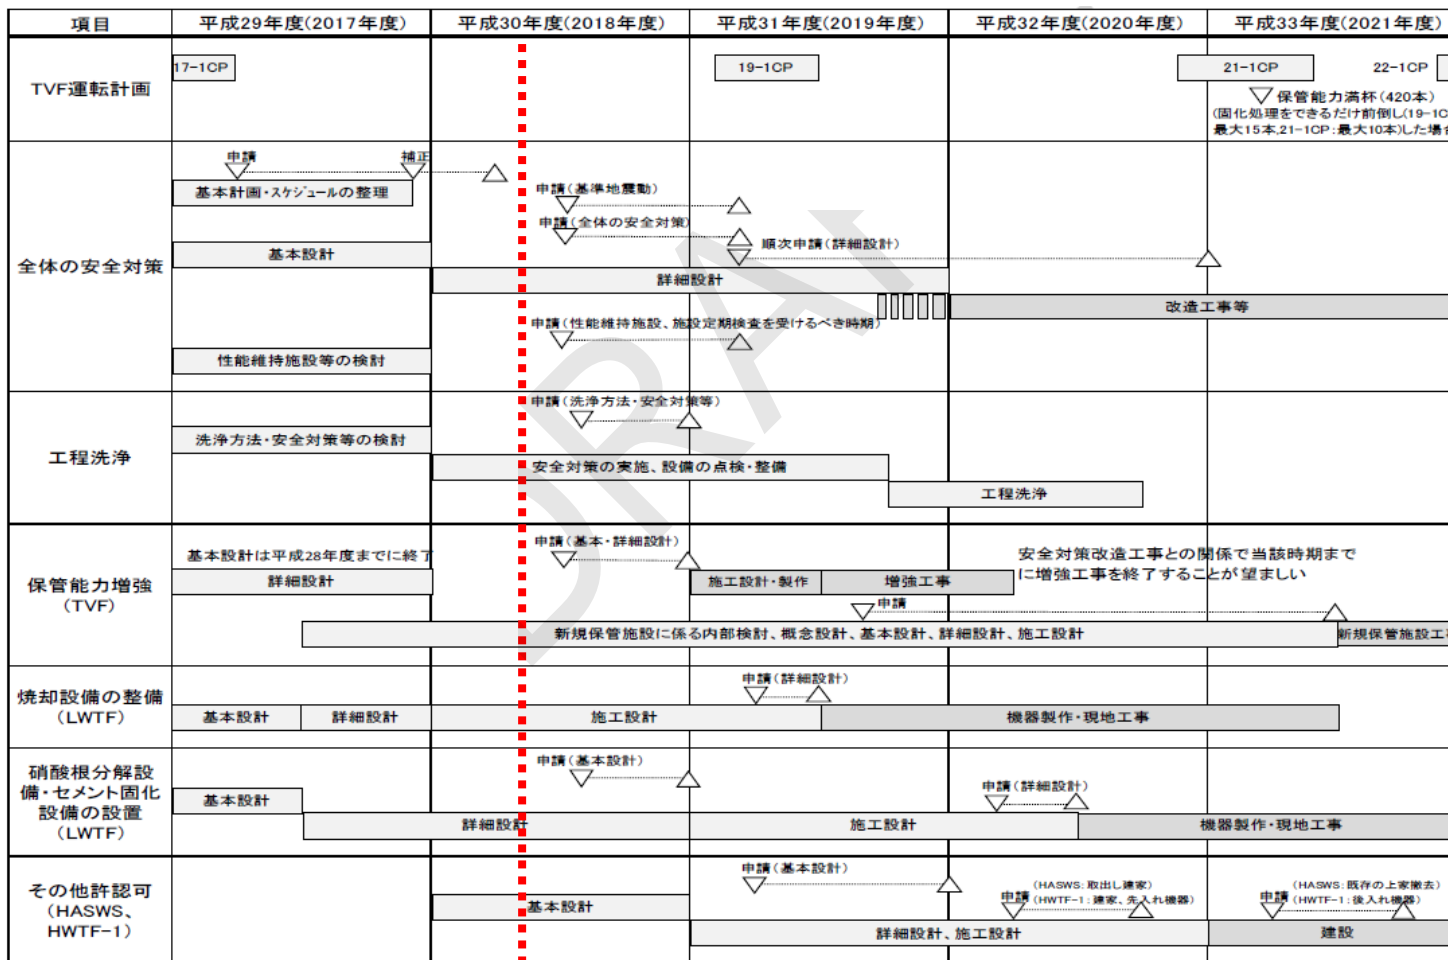 項目
平成29年度(2017年度)
平成30年度(2018年度)
平成31年度(2019年度)
平成32年度(2020年度)
平成33年度(2021年度)
TVF運転計画
17-1CP
19-1CP
21-1CP
22-1CP
保管能力満杯(420本)
(固化処理をできるだけ前倒し(19-1C
最大15本,21-1CP:最大10本)した場合
全体の安全対策
申請
補正
基本計画・スケジュールの整理
申請(基準地震動)
申請(全体の安全対策)
順次申請(詳細設計)
基本設計
詳細設計
改造工事等
申請(性能維持施設、施設定期検査を受けるべき時期)
性能維持施設等の検討
工程洗浄
申請(洗浄方法・安全対策等)
洗浄方法・安全対策等の検討
安全対策の実施、設備の点検・整備
工程洗浄
保管能力増強
(TVF)
基本設計は平成28年度までに終了
申請(基本・詳細設計)
安全対策改造工事との関係で当該時期まで
に増強工事を終了することが望ましい
詳細設計
施工設計・製作
増強工事
申請
新規保管施設に係る内部検討、概念設計、基本設計、詳細設計、施工設計
新規保管施設工事
焼却設備の整備
(LWTF)
申請(詳細設計)
基本設計
詳細設計
施工設計
機器製作・現地工事
硝酸根分解設
備・セメント固化
設備の設置
(LWTF)
申請(基本設計)
申請(詳細設計)
基本設計
詳細設計
施工設計
機器製作・現地工事
その他許認可
(HASWS、
HWTF-1)
申請(基本設計)
申請
(HASWS:取出し建家)
(HWTF-1:建家、先入れ機器)
申請
(HASWS:既存の上家撤去)
(HWTF-1:後入れ機器)
基本設計
詳細設計、施工設計
建設
DRAF